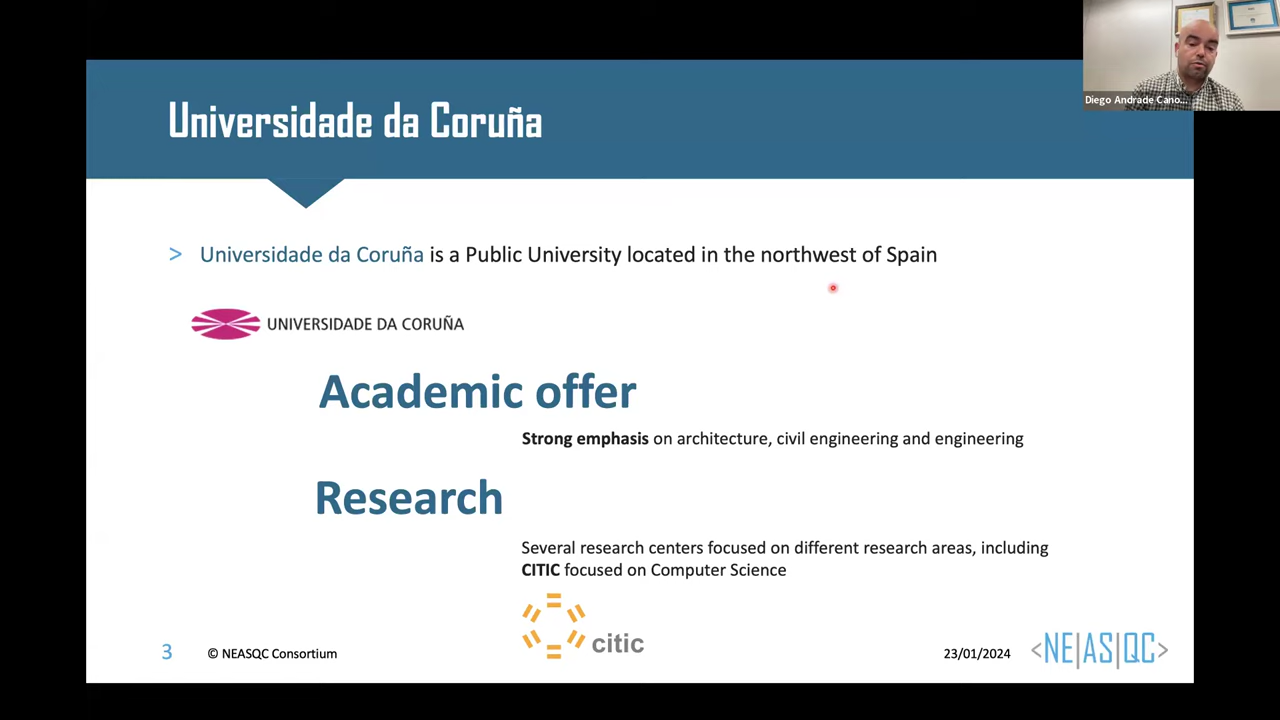 Diego Andrade Cano...
Universidade da Coruña
> Universidade da Coruña is a Public University located in the northwest of Spain
UNIVERSIDADE DA CORUÑA
Academic offer
Strong emphasis on architecture, civil engineering and engineering
Research
Several research centers focused on different research areas, including
CITIC focused on Computer Science
citic
3
© NEASQC Consortium
23/01/2024
<NE|AS|QC>